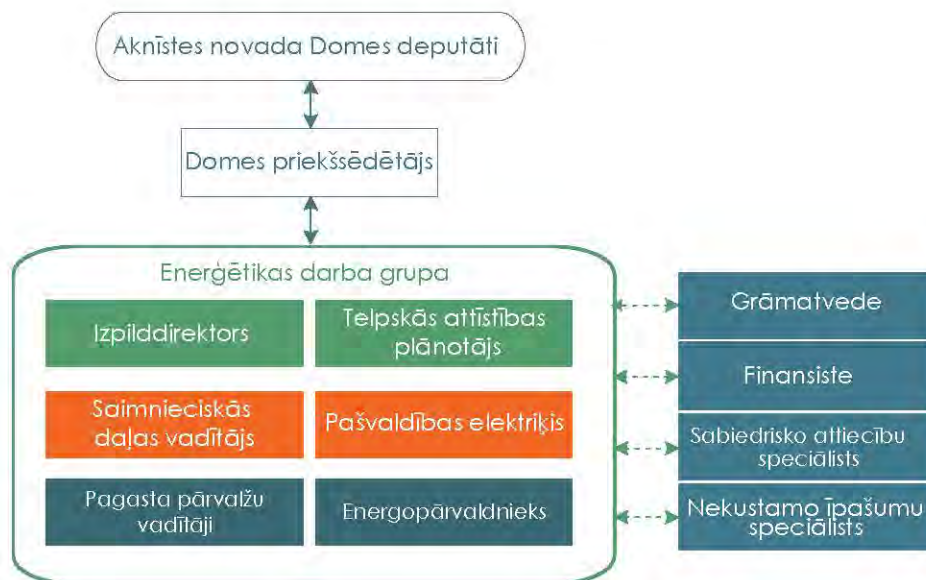 Aknīstes novada Domes deputāti
Domes priekšsēdētājs
Enerģētikas darba grupa
Izpilddirektors
Telpskās attīstības
plānotājs
Saimnieciskās
daļas vadītājs
Pašvaldības elektriķis
Pagasta pārvalžu
vadītāji
Energopārvaldnieks
Grāmatvede
Finansiste
Sabiedrisko attiecību
speciālists
Nekustamo īpašumu
speciālists